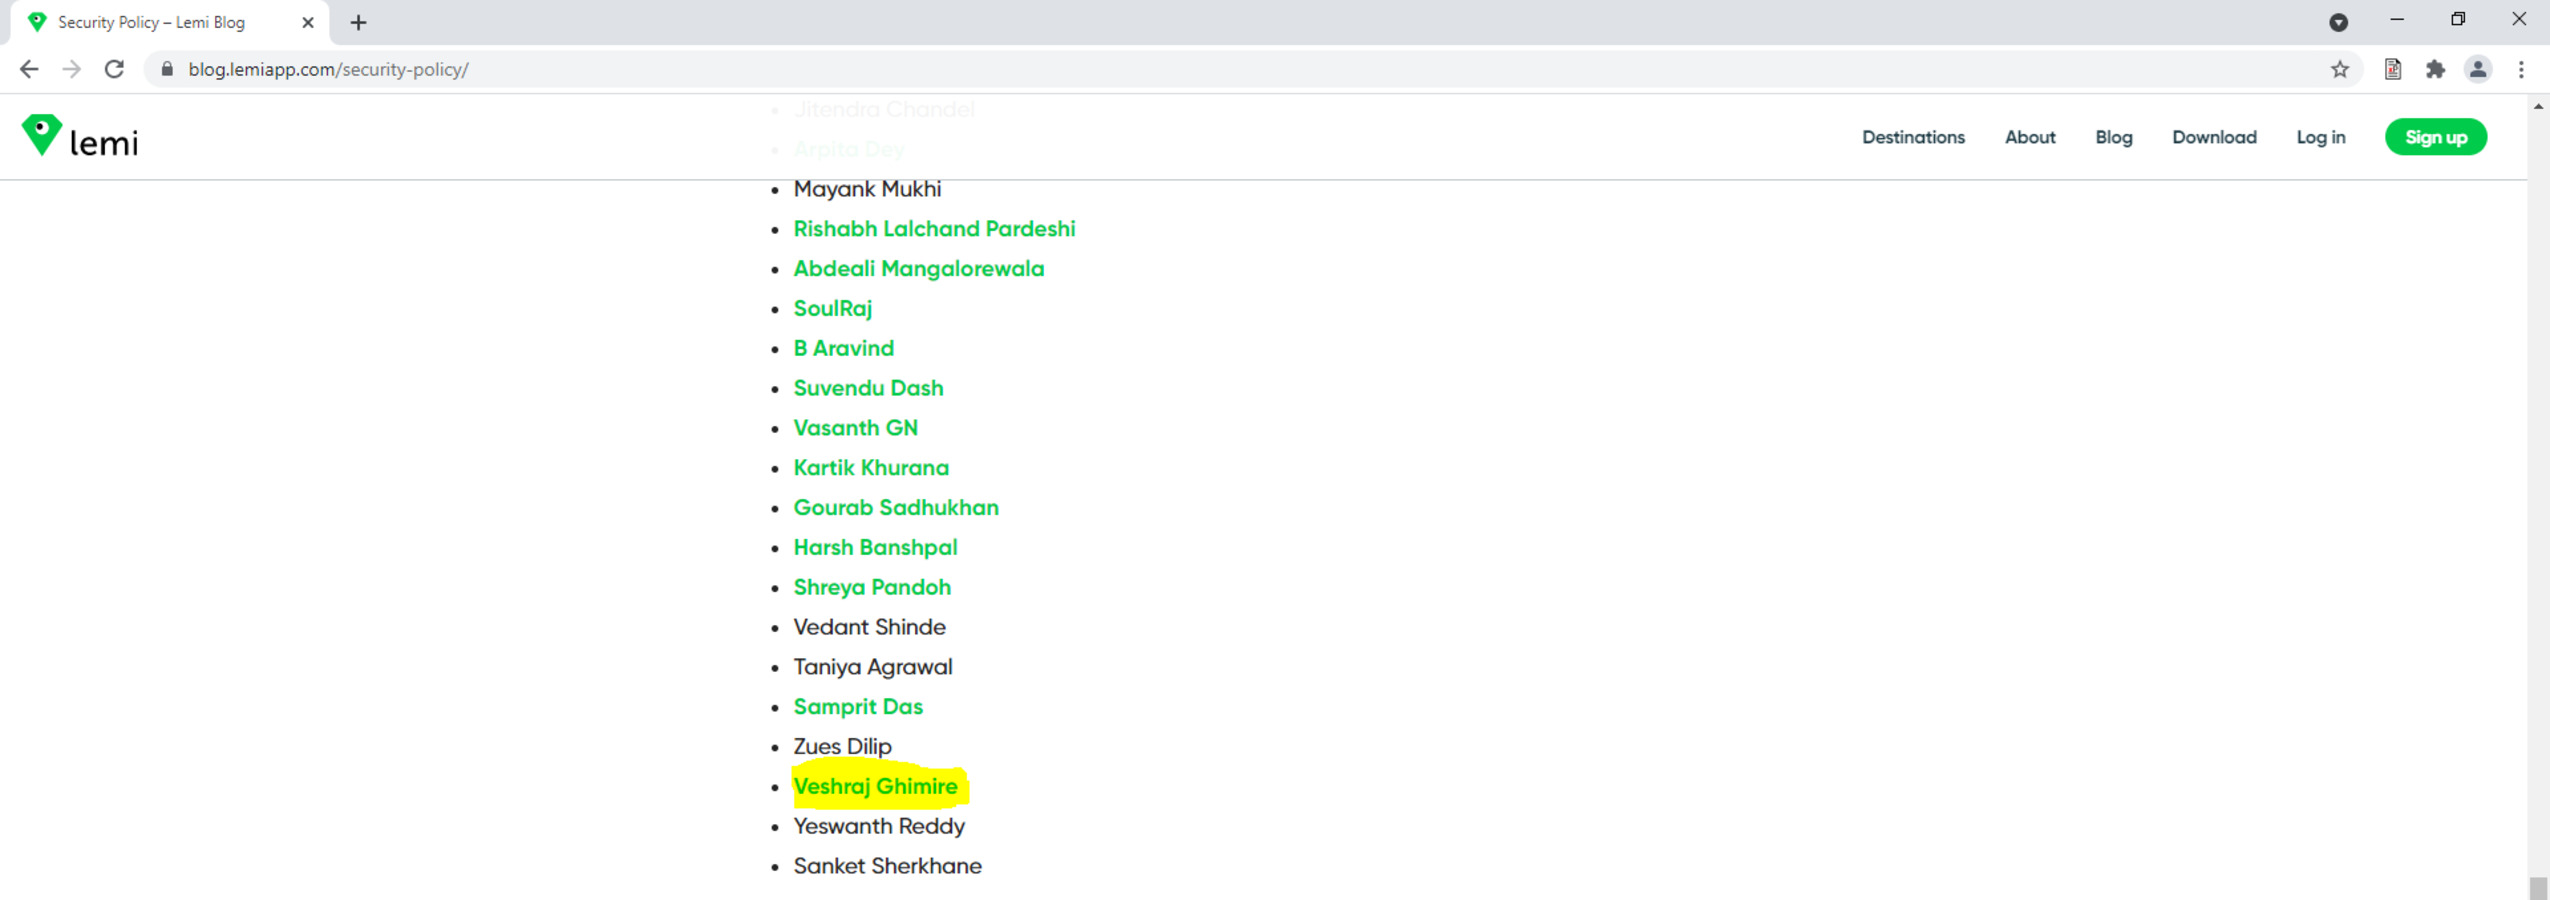 Security Policy – Lemi Blog
blog.lemiapp.com/security-policy/
lemi
Destinations
About
Blog
Download
Log in
Sign up
Jitendra Chandel
Arpita Dey
Mayank Mukhi
Rishabh Lalchand Pardeshi
Abdeali Mangalorewala
SoulRaj
B Aravind
Suvendu Dash
Vasanth GN
Kartik Khurana
Gourab Sadhukhan
Harsh Banshpal
Shreya Pandoh
Vedant Shinde
Taniya Agrawal
Samprit Das
Zues Dilip
Veshraj Ghimire
Yeswanth Reddy
Sanket Sherkhane